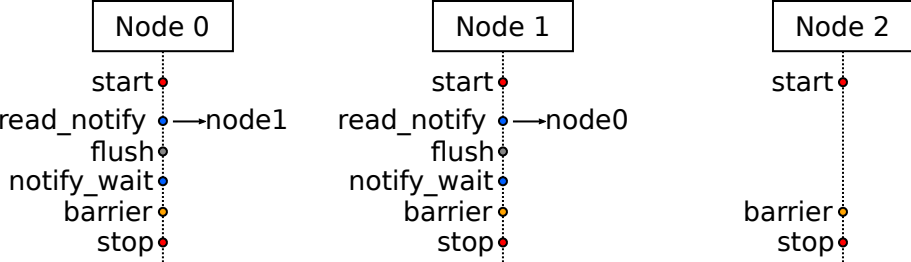 Node 0 Node 1 Node 2
start start start
read_notify node1 read_notify node0
flush flush
notify_wait notify_wait
barrier barrier barrier
stop stop stop